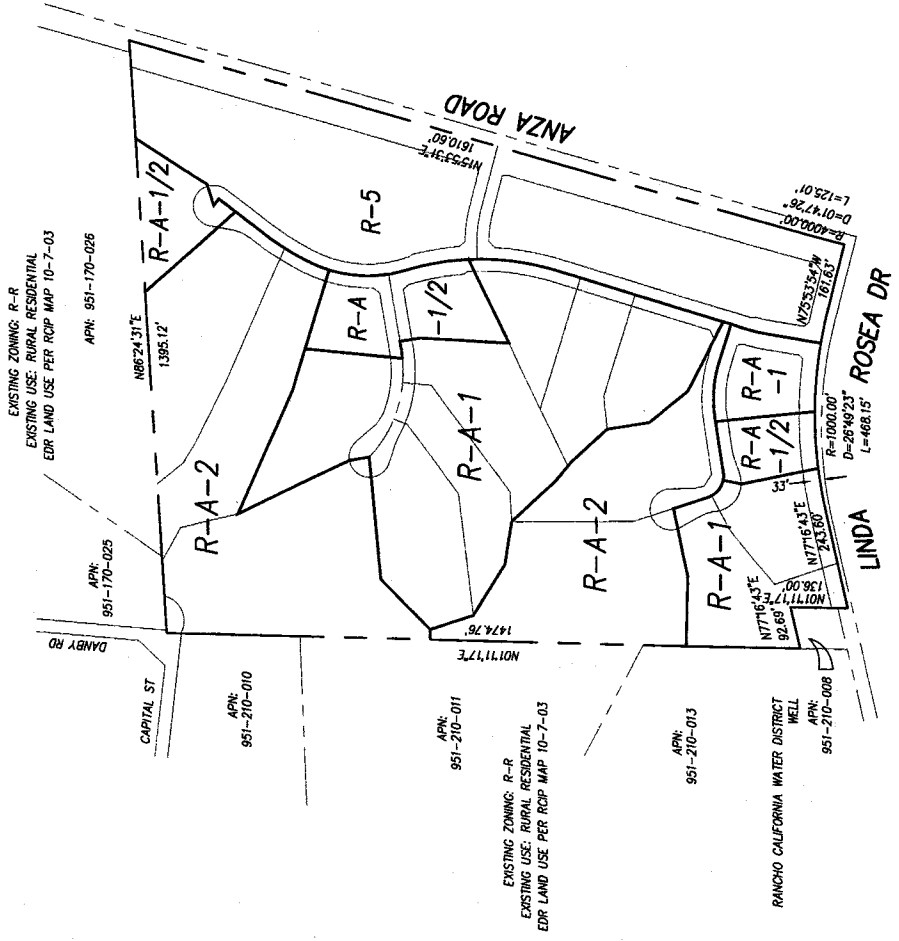 EXISTING ZONING: R-R
EXISTING USE: RURAL RESIDENTIAL
EDR LAND USE PER RCIP MAP 10-7-03
APN: 951-170-026
APN:
951-170-025
DANBY RD
CAPITAL ST
N86°24'31"E
1395.12'
R-A-1/2
R-A-2
R-5
ANZA ROAD
N15°53'31"E
1610.60'
R-A
-1/2
APN:
951-210-010
R-A-1
N01°11'17"E
1474.76'
APN:
951-210-011
EXISTING ZONING: R-R
EXISTING USE: RURAL RESIDENTIAL
EDR LAND USE PER RCIP MAP 10-7-03
R-A-2
R=4000.00'
D=01°47'26"
L=125.01'
N75°53'54"W
161.63'
R-A
-1
R-A
-1/2
R-A-1
33'
APN:
951-210-013
N77°16'43"E
92.69'
N01°11'17"E
136.00'
N77°16'43"E
243.60'
R=1000.00'
D=26°49'23"
L=468.15'
LINDA ROSEA DR
RANCHO CALIFORNIA WATER DISTRICT
WELL
APN:
951-210-008